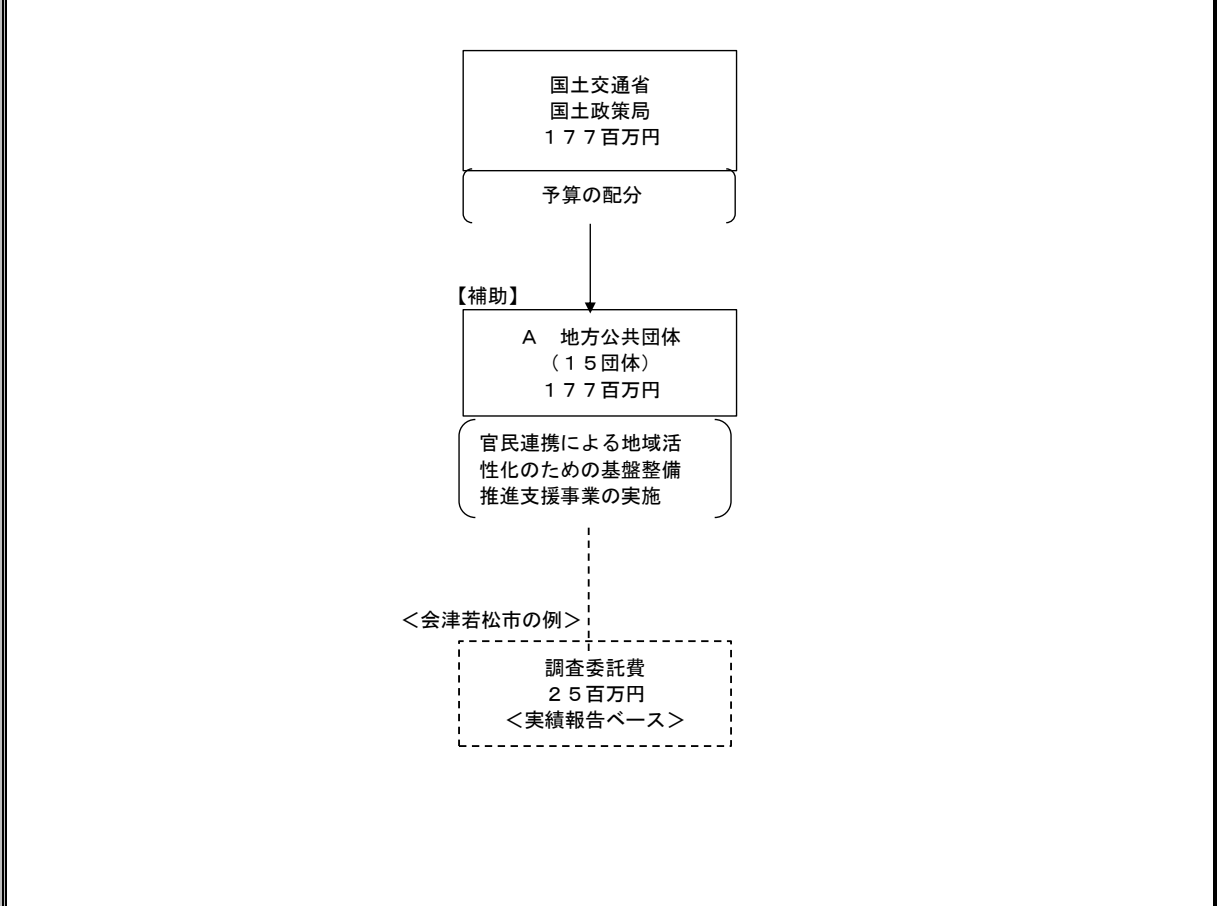 国土交通省
国土政策局
１７７百万円
予算の配分
【補助】
Ａ　地方公共団体
（１５団体）
１７７百万円
官民連携による地域活
性化のための基盤整備
推進支援事業の実施
＜会津若松市の例＞
調査委託費
２５百万円
＜実績報告ベース＞